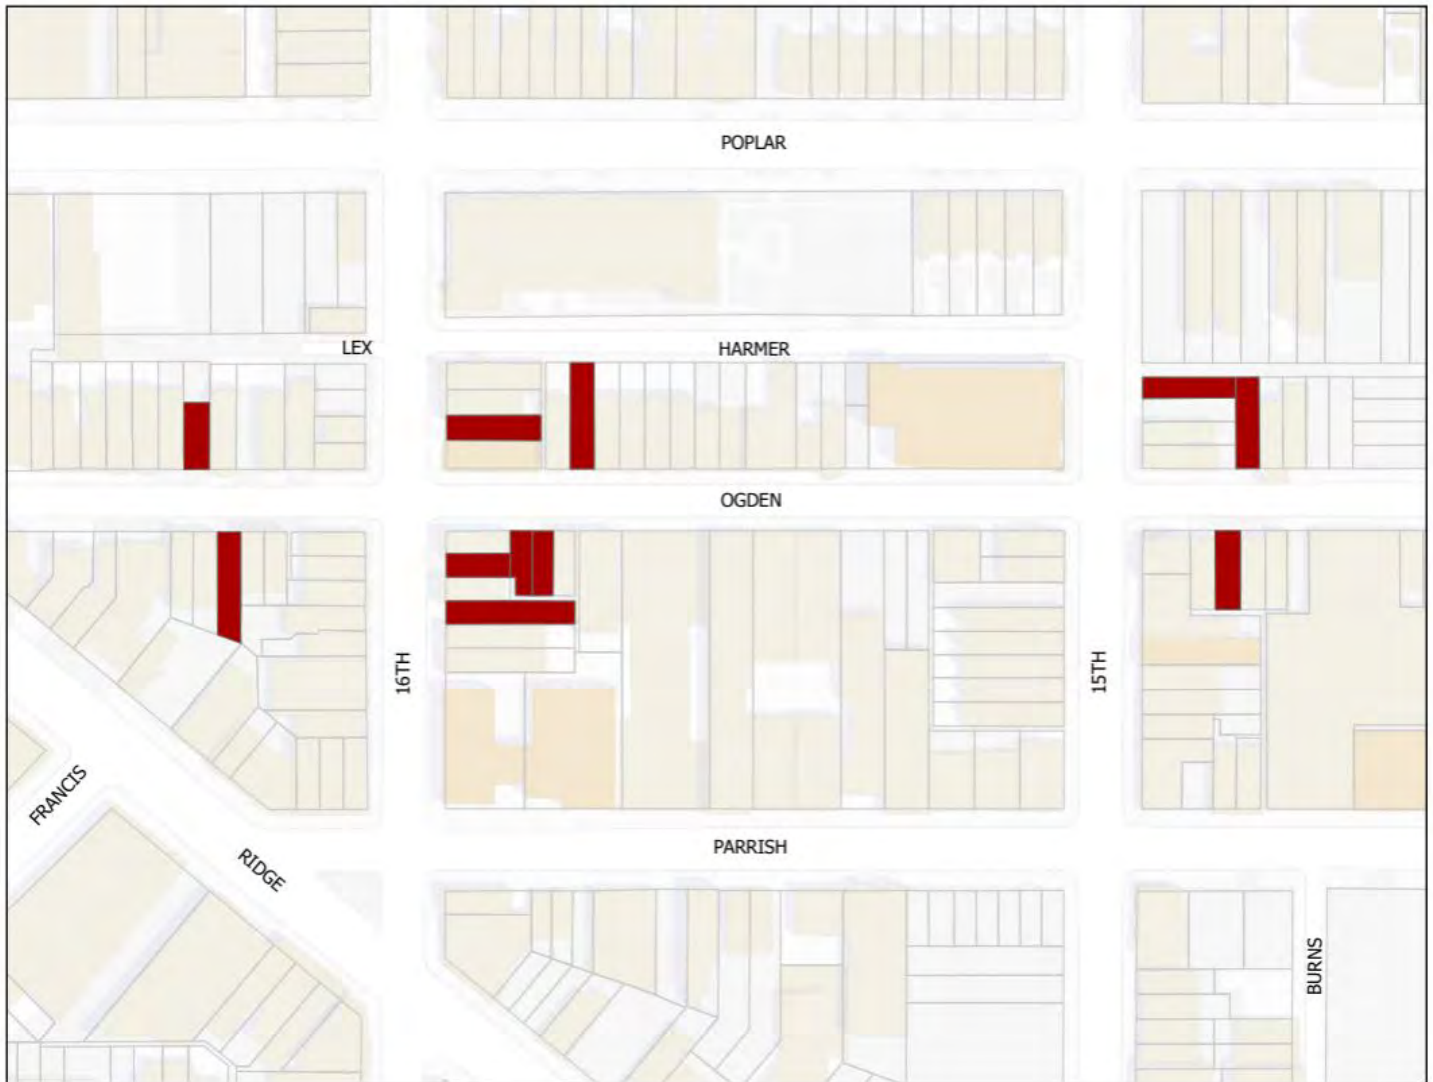 POPLAR
LEX
HARMER
OGDEN
16TH
15TH
FRANCIS
RIDGE
PARRISH
BURNS